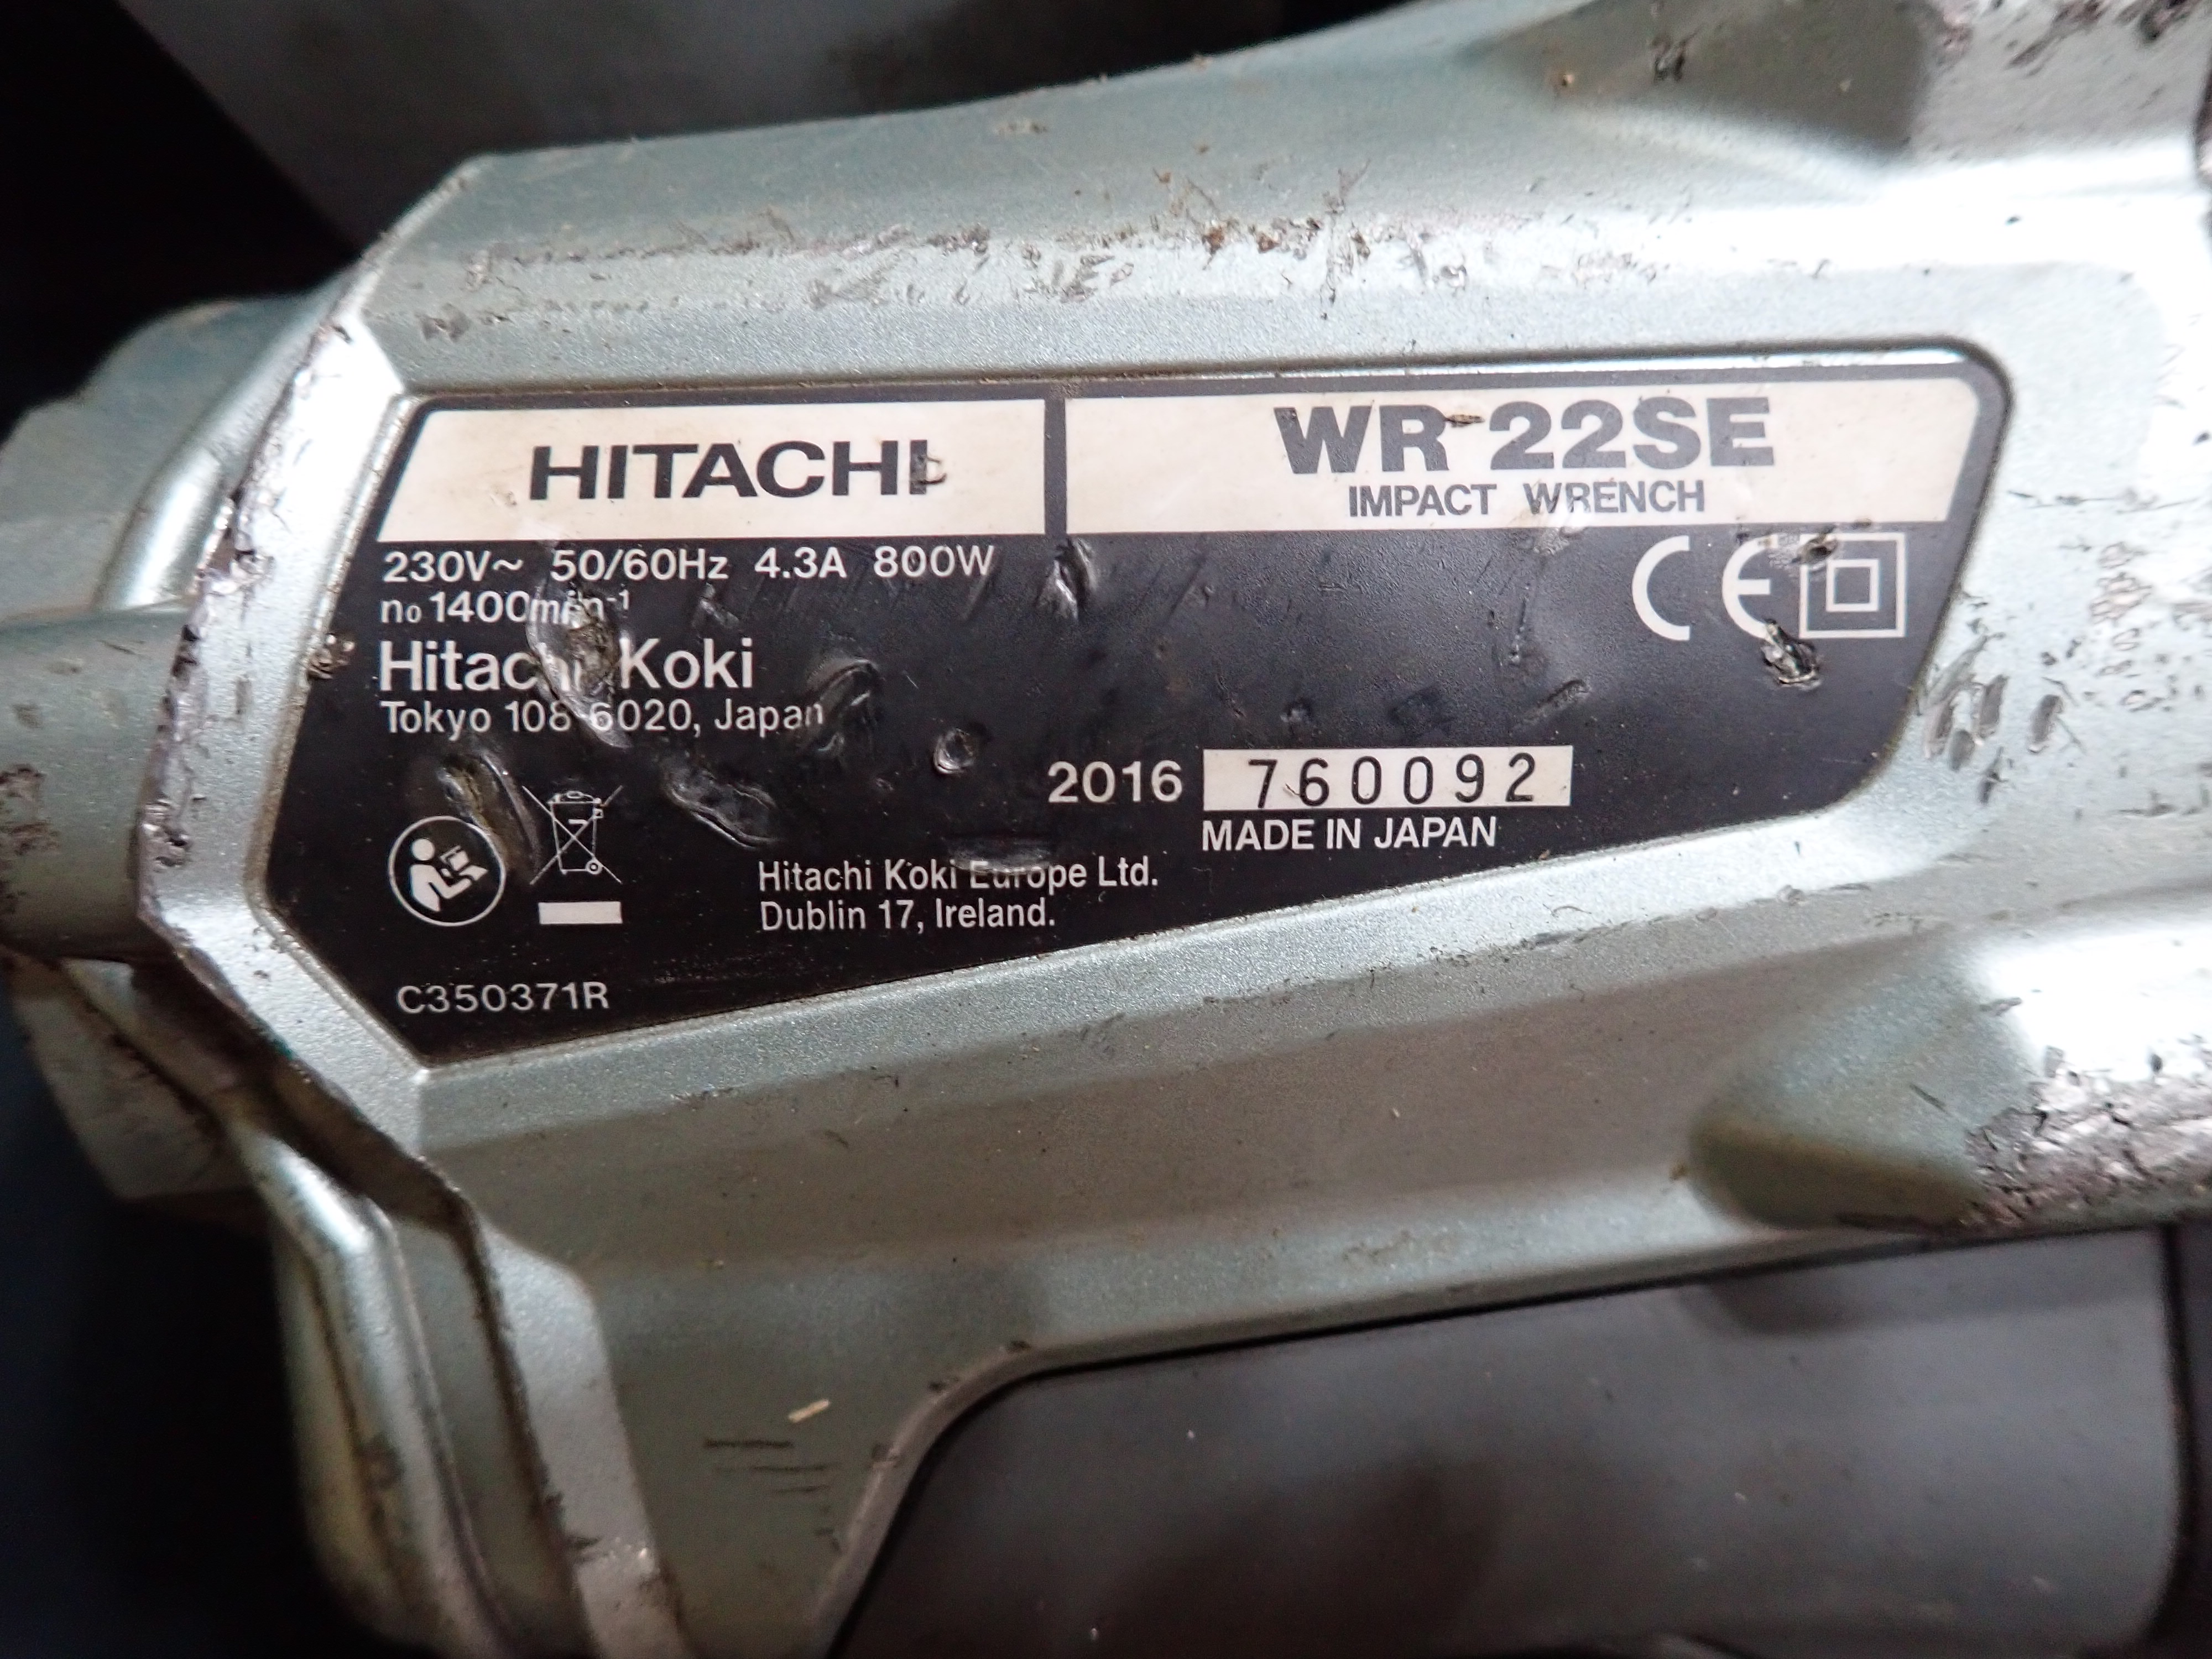 HITACHI
WR 22SE
IMPACT WRENCH
230V~ 50/60Hz 4.3A 800W
CE
no 1400min-1
Hitachi Koki
Tokyo 108-6020, Japan
2016 760092
MADE IN JAPAN
Hitachi Koki Europe Ltd.
Dublin 17, Ireland.
C350371R